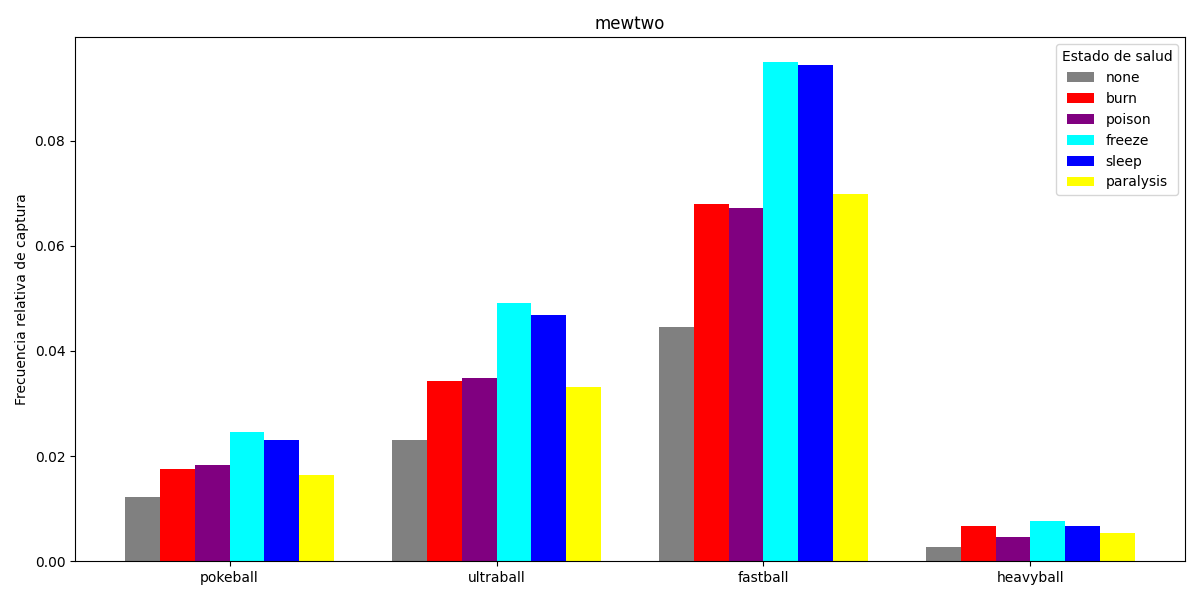 mewtwo
Frecuencia relativa de captura
0.08
0.06
0.04
0.02
0.00
Estado de salud
none
burn
poison
freeze
sleep
paralysis
pokeball
ultraball
fastball
heavyball